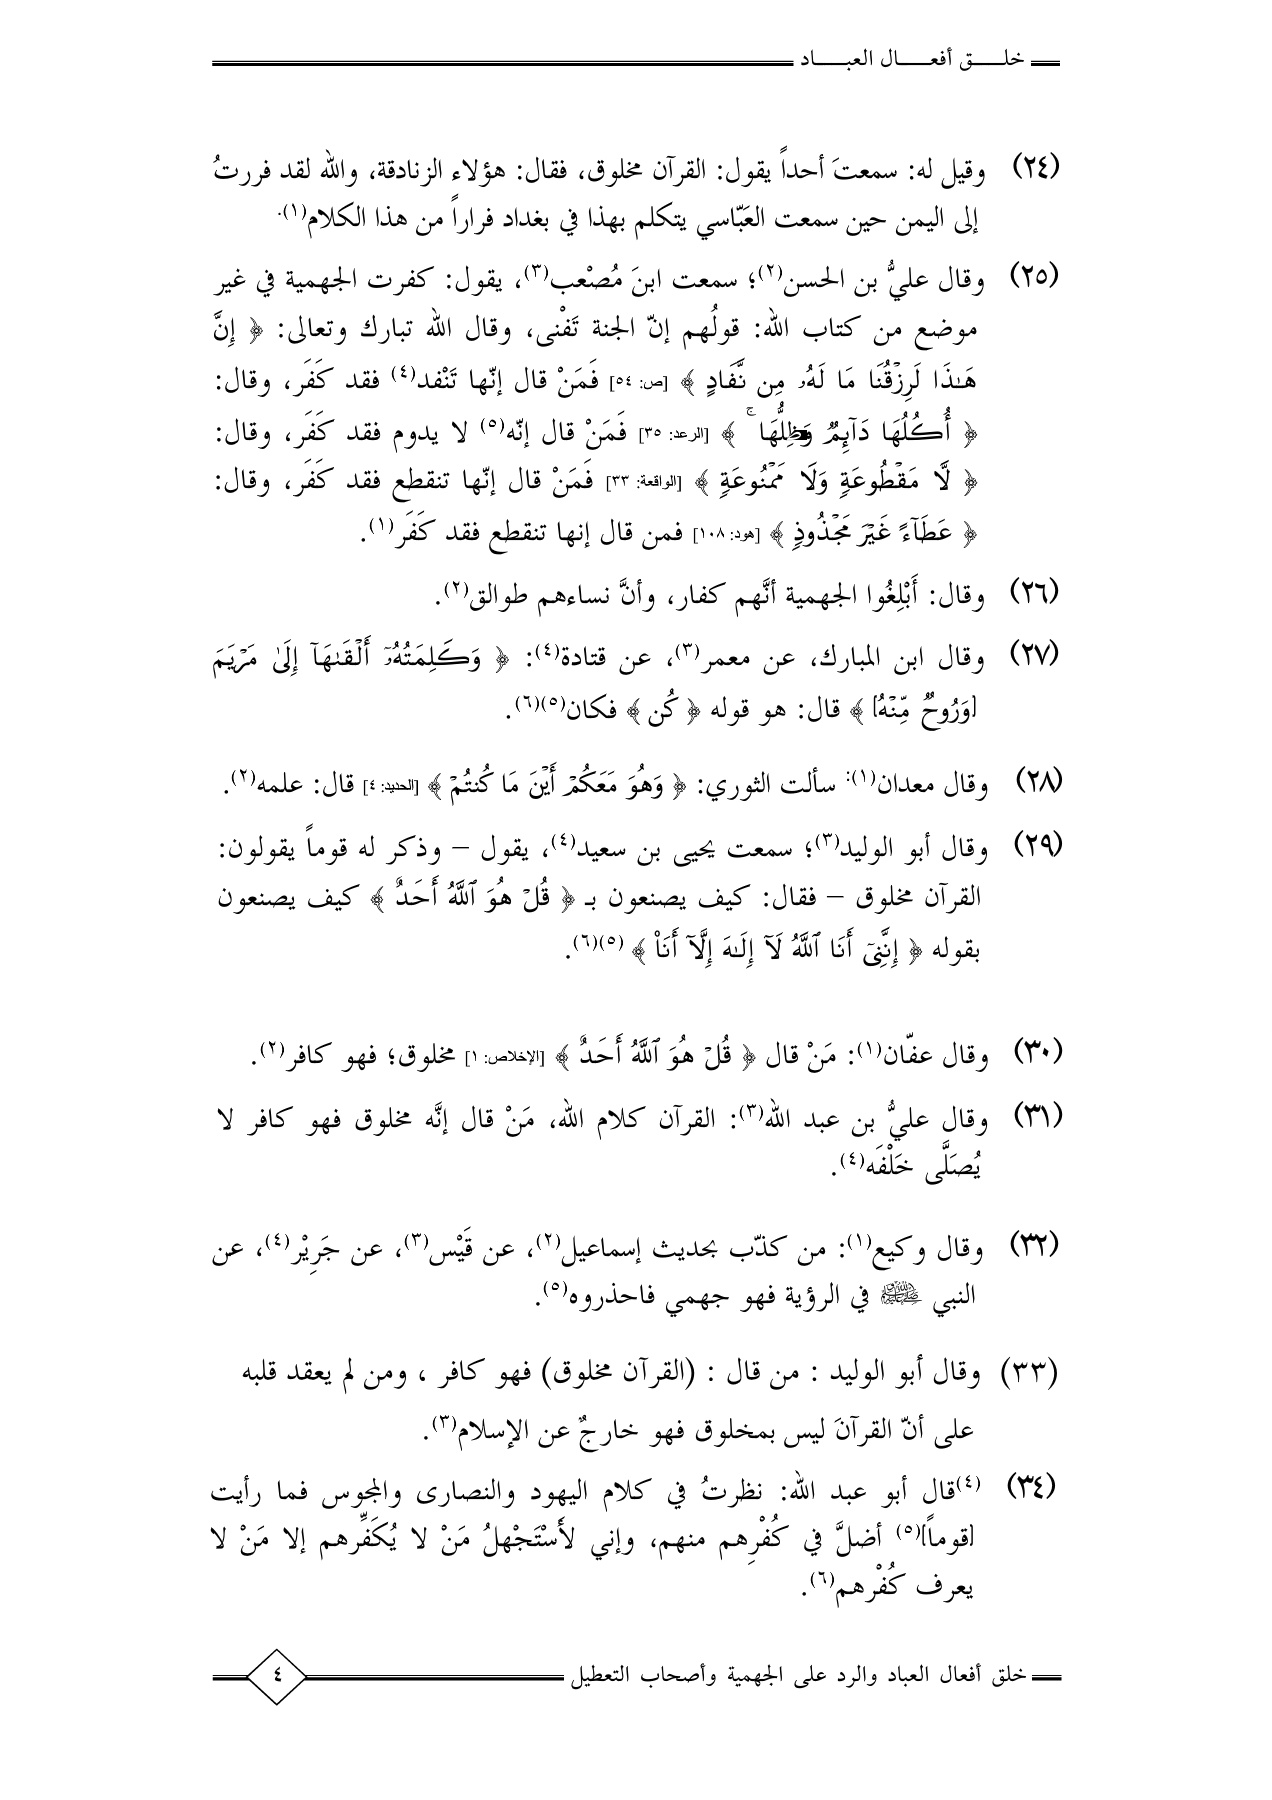 خلـــــق أفعـــــال العبـــــاد
(٢٤) وقيل له: سمعتَ أحداً يقول: القرآن مخلوق، فقال: هؤلاء الزنادقة، والله لقد فررتُ
إلى اليمن حين سمعت العَبّاسي يتكلم بهذا في بغداد فراراً من هذا الكلام(١).
(٢٥) وقال عليُّ بن الحسن(٢)؛ سمعت ابنَ مُصْعب(٣)، يقول: كفرت الجهمية في غير
موضع من كتاب الله: قولُهم إنّ الجنة تَفْنى، وقال الله تبارك وتعالى: ﴿ إِنَّ
هَـٰذَا لَرِزْقُنَا مَا لَهُۥ مِن نَّفَادٍ ﴾ [ص: ٥٤] فَمَنْ قال إنّها تَنْفد(٤) فقد كَفَر، وقال:
﴿ أُكُلُهَا دَآئِمٌ وَظِلُّهَا ۚ ﴾ [الرعد: ٣٥] فَمَنْ قال إنّه(٥) لا يدوم فقد كَفَر، وقال:
﴿ لَّا مَقْطُوعَةٍ وَلَا مَمْنُوعَةٍ ﴾ [الواقعة: ٣٣] فَمَنْ قال إنّها تنقطع فقد كَفَر، وقال:
﴿ عَطَآءً غَيْرَ مَجْذُوذٍ ﴾ [هود: ١٠٨] فمن قال إنها تنقطع فقد كَفَر(١).
(٢٦) وقال: أَبْلِغُوا الجهمية أنَّهم كفار، وأنَّ نساءهم طوالق(٢).
(٢٧) وقال ابن المبارك، عن معمر(٣)، عن قتادة(٤): ﴿ وَكَلِمَتُهُۥٓ أَلْقَىٰهَآ إِلَىٰ مَرْيَمَ
[وَرُوحٌ مِّنْهُ] ﴾ قال: هو قوله ﴿ كُن ﴾ فكان(٥)(٦).
(٢٨) وقال معدان(١): سألت الثوري: ﴿ وَهُوَ مَعَكُمْ أَيْنَ مَا كُنتُمْ ﴾ [الحديد: ٤] قال: علمه(٢).
(٢٩) وقال أبو الوليد(٣)؛ سمعت يحيى بن سعيد(٤)، يقول – وذكر له قوماً يقولون:
القرآن مخلوق – فقال: كيف يصنعون بـ ﴿ قُلْ هُوَ ٱللَّهُ أَحَدٌ ﴾ كيف يصنعون
بقوله ﴿ إِنَّنِىٓ أَنَا ٱللَّهُ لَآ إِلَـٰهَ إِلَّآ أَنَا۠ ﴾ (٥)(٦).
(٣٠) وقال عفّان(١): مَنْ قال ﴿ قُلْ هُوَ ٱللَّهُ أَحَدٌ ﴾ [الإخلاص: ١] مخلوق؛ فهو كافر(٢).
(٣١) وقال عليُّ بن عبد الله(٣): القرآن كلام الله، مَنْ قال إنَّه مخلوق فهو كافر لا
يُصَلَّى خَلْفَه(٤).
(٣٢) وقال وكيع(١): من كذّب بحديث إسماعيل(٢)، عن قَيْس(٣)، عن جَرِيْر(٤)، عن
النبي ﷺ في الرؤية فهو جهمي فاحذروه(٥).
(٣٣) وقال أبو الوليد : من قال : (القرآن مخلوق) فهو كافر ، ومن لم يعقد قلبه
على أنّ القرآنَ ليس بمخلوق فهو خارجٌ عن الإسلام(٣).
(٣٤) (٤)قال أبو عبد الله: نظرتُ في كلام اليهود والنصارى والمجوس فما رأيت
[قوماً](٥) أضلَّ في كُفْرِهم منهم، وإني لأَسْتَجْهلُ مَنْ لا يُكَفِّرهم إلا مَنْ لا
يعرف كُفْرهم(٦).
خلق أفعال العباد والرد على الجهمية وأصحاب التعطيل ٤